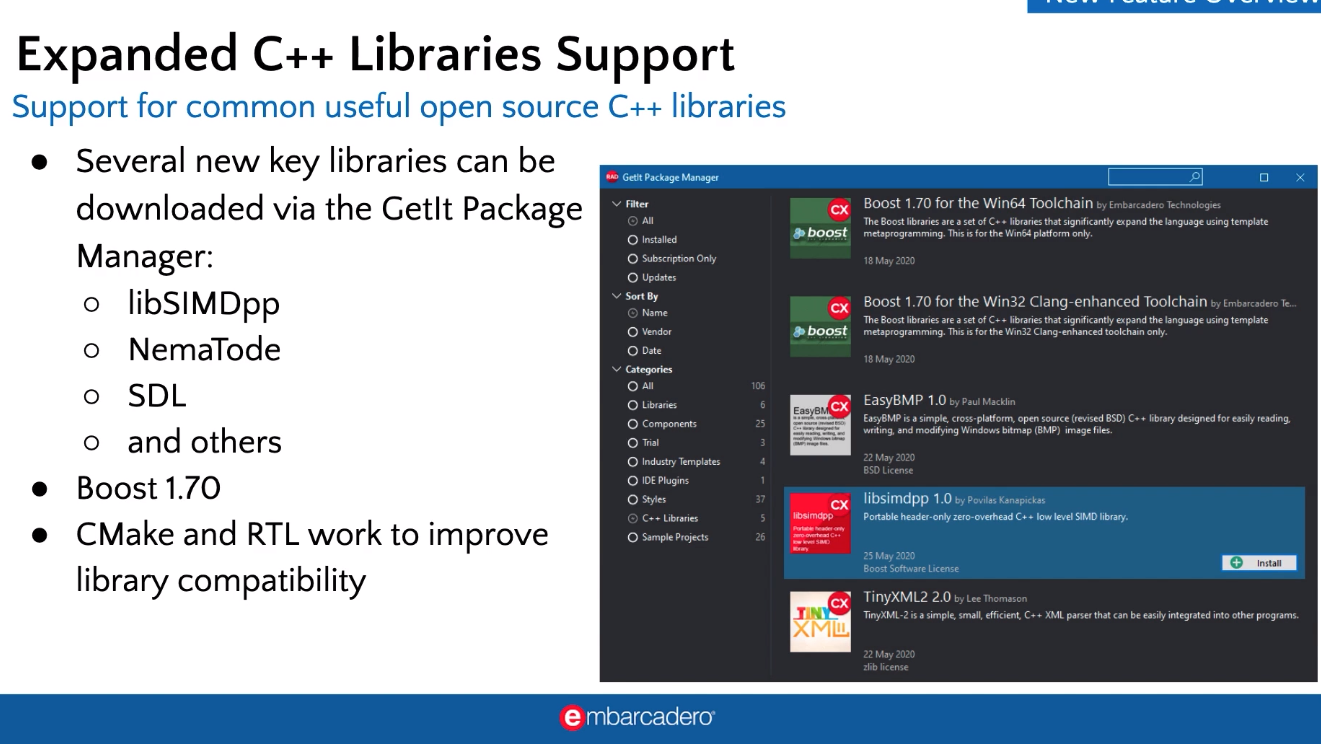 New Feature Overview
Expanded C++ Libraries Support
Support for common useful open source C++ libraries
● Several new key libraries can be
downloaded via the GetIt Package
Manager:
○ libSIMDpp
○ NemaTode
○ SDL
○ and others
● Boost 1.70
● CMake and RTL work to improve
library compatibility
RAD GetIt Package Manager
Filter
All
Installed
Subscription Only
Updates
Sort By
Name
Vendor
Date
Categories
All 106
Libraries 6
Components 25
Trial 3
Industry Templates 4
IDE Plugins 1
Styles 37
C++ Libraries 5
Sample Projects 26
CX
boost
Boost 1.70 for the Win64 Toolchain by Embarcadero Technologies
The Boost libraries are a set of C++ libraries that significantly expand the language using template
metaprogramming. This is for the Win64 platform only.
18 May 2020
CX
boost
Boost 1.70 for the Win32 Clang-enhanced Toolchain by Embarcadero Te...
The Boost libraries are a set of C++ libraries that significantly expand the language using template
metaprogramming. This is for the Win32 Clang-enhanced toolchain only.
18 May 2020
CX
EasyBMP 1.0 by Paul Macklin
EasyBMP is a simple, cross-platform, open source (revised BSD) C++ library designed for easily reading,
writing, and modifying Windows bitmap (BMP) image files.
22 May 2020
BSD License
CX
libsimdpp
Portable header-only
zero-overhead C++
low level SIMD
library.
libsimdpp 1.0 by Povilas Kanapickas
Portable header-only zero-overhead C++ low level SIMD library.
25 May 2020
Boost Software License
Install
CX
TINY
XML
TinyXML2 2.0 by Lee Thomason
TinyXML-2 is a simple, small, efficient, C++ XML parser that can be easily integrated into other programs.
22 May 2020
zlib license
embarcadero